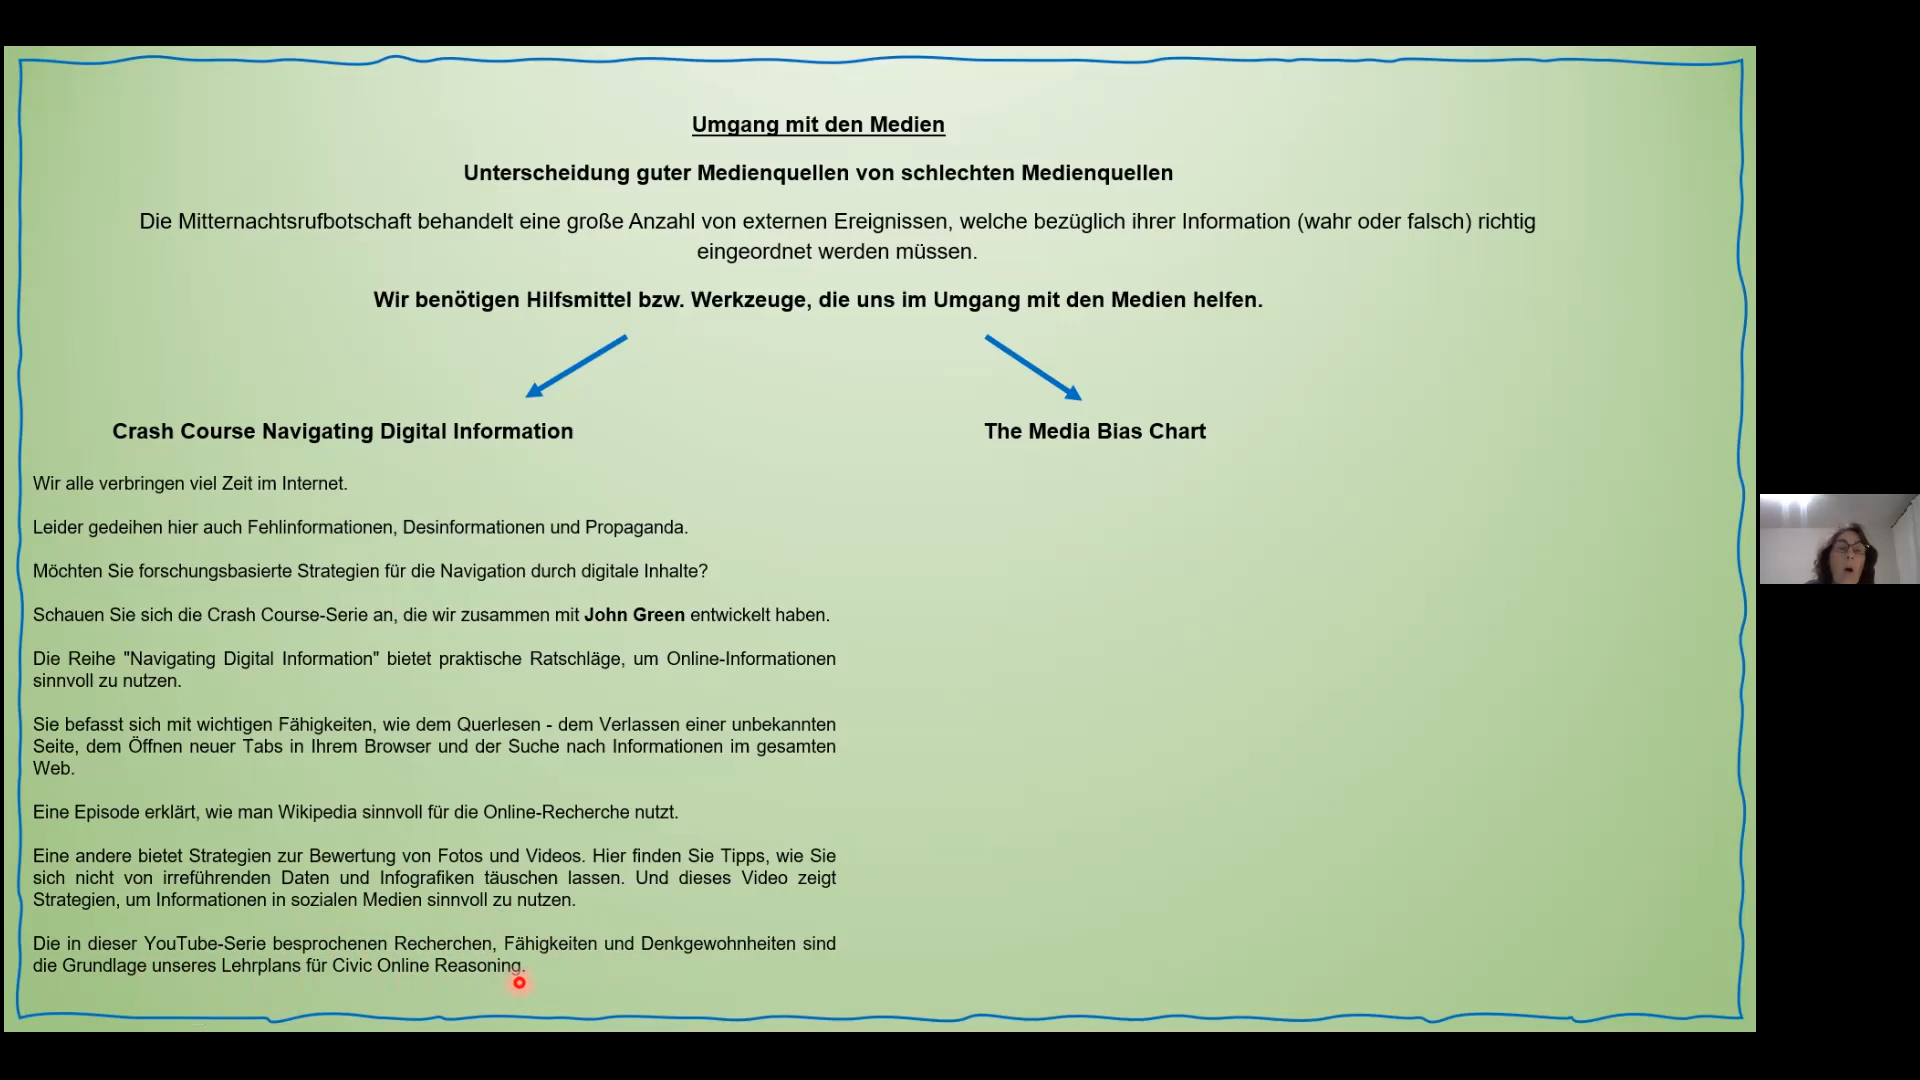 Umgang mit den Medien
Unterscheidung guter Medienquellen von schlechten Medienquellen
Die Mitternachtsrufbotschaft behandelt eine große Anzahl von externen Ereignissen, welche bezüglich ihrer Information (wahr oder falsch) richtig
eingeordnet werden müssen.
Wir benötigen Hilfsmittel bzw. Werkzeuge, die uns im Umgang mit den Medien helfen.
Crash Course Navigating Digital Information
The Media Bias Chart
Wir alle verbringen viel Zeit im Internet.
Leider gedeihen hier auch Fehlinformationen, Desinformationen und Propaganda.
Möchten Sie forschungsbasierte Strategien für die Navigation durch digitale Inhalte?
Schauen Sie sich die Crash Course-Serie an, die wir zusammen mit John Green entwickelt haben.
Die Reihe "Navigating Digital Information" bietet praktische Ratschläge, um Online-Informationen
sinnvoll zu nutzen.
Sie befasst sich mit wichtigen Fähigkeiten, wie dem Querlesen - dem Verlassen einer unbekannten
Seite, dem Öffnen neuer Tabs in Ihrem Browser und der Suche nach Informationen im gesamten
Web.
Eine Episode erklärt, wie man Wikipedia sinnvoll für die Online-Recherche nutzt.
Eine andere bietet Strategien zur Bewertung von Fotos und Videos. Hier finden Sie Tipps, wie Sie
sich nicht von irreführenden Daten und Infografiken täuschen lassen. Und dieses Video zeigt
Strategien, um Informationen in sozialen Medien sinnvoll zu nutzen.
Die in dieser YouTube-Serie besprochenen Recherchen, Fähigkeiten und Denkgewohnheiten sind
die Grundlage unseres Lehrplans für Civic Online Reasoning.